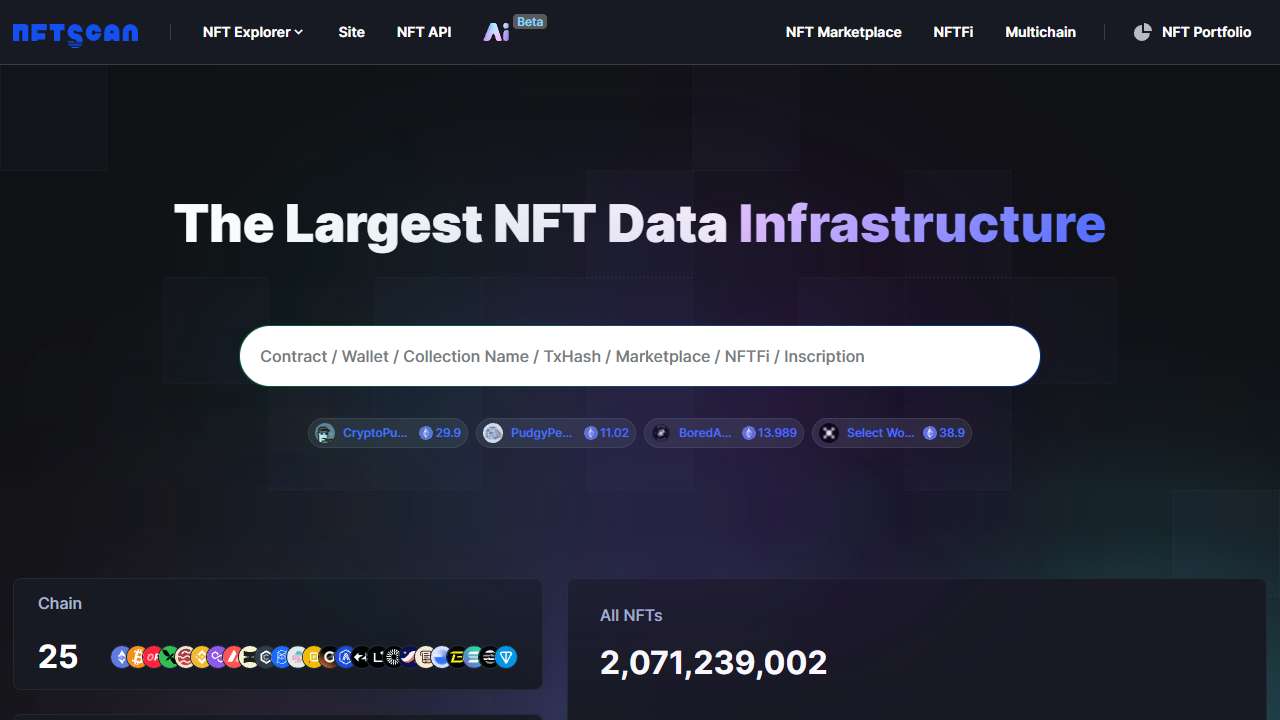 NFTSCAN
NFT Explorer
Site
NFT API
Ai Beta
NFT Marketplace
NFTFi
Multichain
NFT Portfolio
The Largest NFT Data Infrastructure
Contract / Wallet / Collection Name / TxHash / Marketplace / NFTFi / Inscription
CryptoPu... 29.9
PudgyPe... 11.02
BoredA... 13.989
Select Wo... 38.9
Chain
25
All NFTs
2,071,239,002